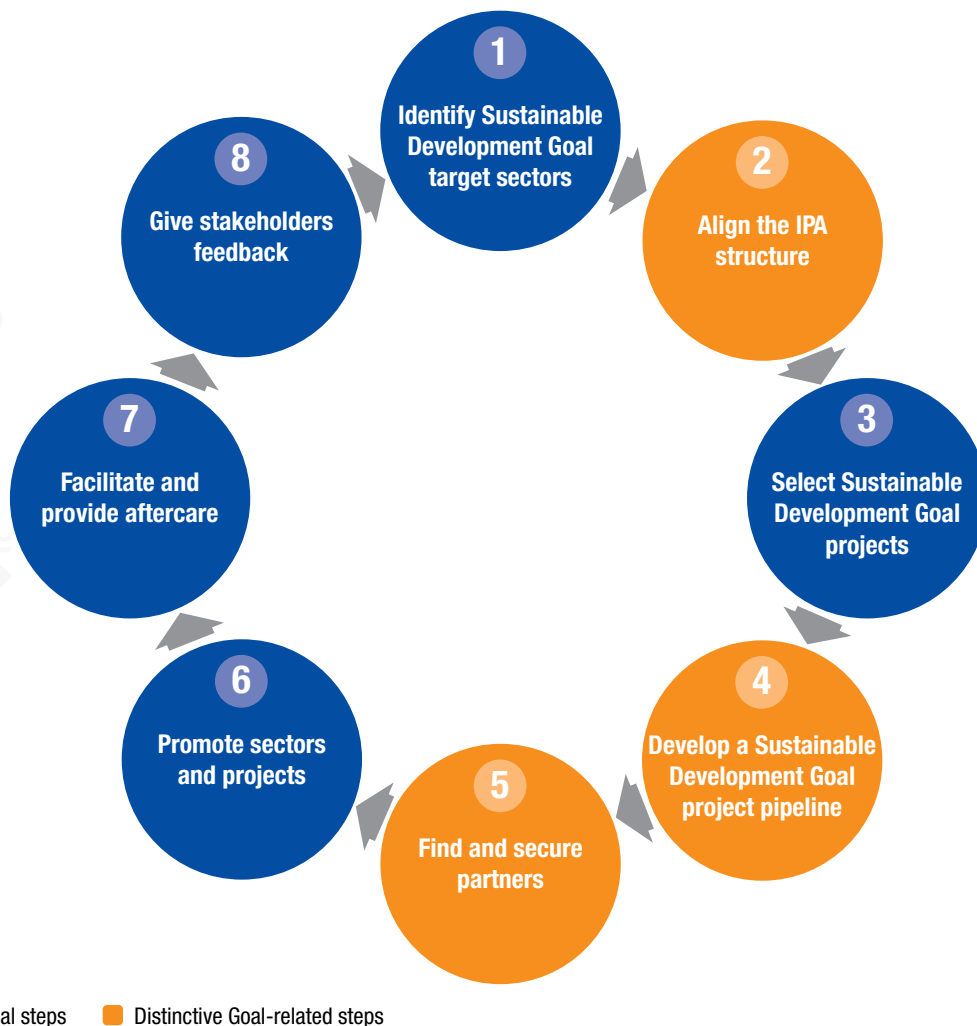 1
Identify Sustainable
Development Goal
target sectors
2
Align the IPA
structure
3
Select Sustainable
Development Goal
projects
4
Develop a Sustainable
Development Goal
project pipeline
5
Find and secure
partners
6
Promote sectors
and projects
7
Facilitate and
provide aftercare
8
Give stakeholders
feedback
steps
Distinctive Goal-related steps